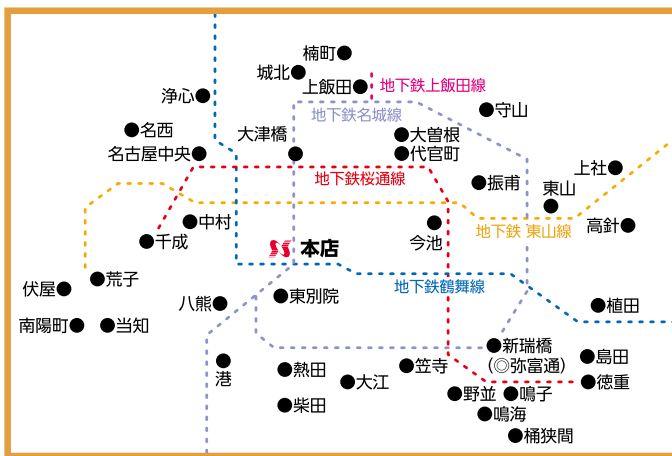 楠町
城北
上飯田
地下鉄上飯田線
浄心
地下鉄名城線
守山
名西
大津橋
大曽根
名古屋中央
代官町
上社
地下鉄桜通線
振甫
東山
中村
今池
地下鉄 東山線
高針
千成
本店
荒子
地下鉄鶴舞線
伏屋
八熊
東別院
植田
南陽町
当知
新瑞橋
(◎弥富通)
島田
港
熱田
笠寺
大江
徳重
野並
鳴子
柴田
鳴海
桶狭間